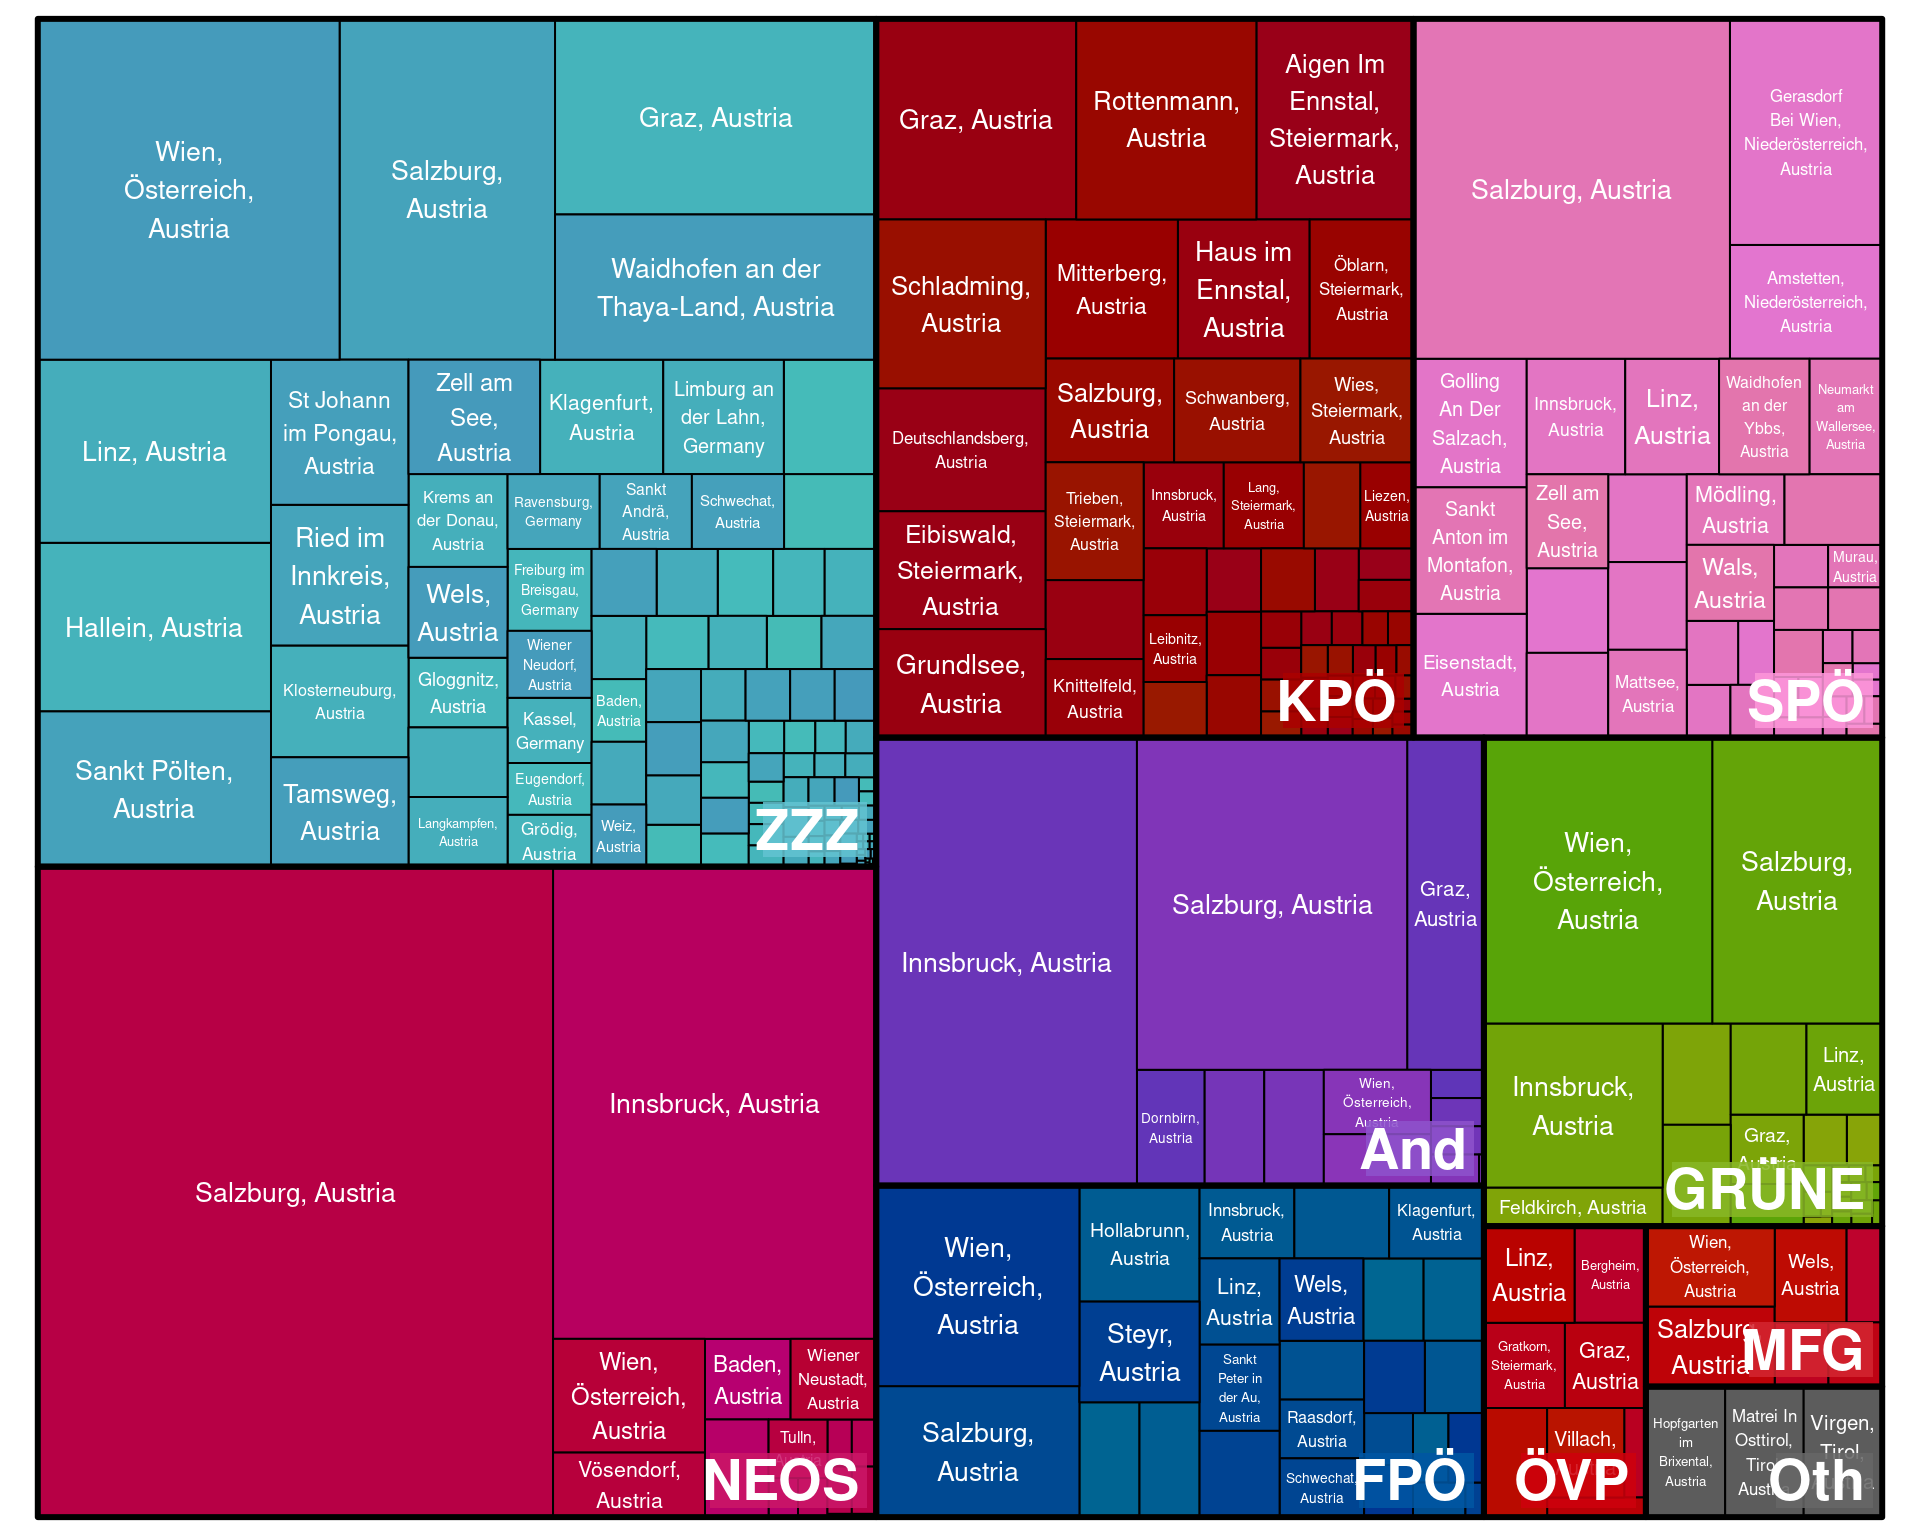 Wien,
Österreich,
Austria
Salzburg,
Austria
Graz, Austria
Waidhofen an der
Thaya-Land, Austria
Linz, Austria
Hallein, Austria
Sankt Pölten,
Austria
St Johann
im Pongau,
Austria
Ried im
Innkreis,
Austria
Klosterneuburg,
Austria
Tamsweg,
Austria
Zell am
See,
Austria
Klagenfurt,
Austria
Limburg an
der Lahn,
Germany
Krems an
der Donau,
Austria
Ravensburg,
Germany
Sankt
Andrä,
Austria
Schwechat,
Austria
Wels,
Austria
Freiburg im
Breisgau,
Germany
Wiener
Neudorf,
Austria
Gloggnitz,
Austria
Baden,
Austria
Kassel,
Germany
Eugendorf,
Austria
Langkampfen,
Austria
Grödig,
Austria
Weiz,
Austria
ZZZ
Graz, Austria
Rottenmann,
Austria
Aigen Im
Ennstal,
Steiermark,
Austria
Schladming,
Austria
Mitterberg,
Austria
Haus im
Ennstal,
Austria
Öblarn,
Steiermark,
Austria
Deutschlandsberg,
Austria
Salzburg,
Austria
Schwanberg,
Austria
Wies,
Steiermark,
Austria
Eibiswald,
Steiermark,
Austria
Trieben,
Steiermark,
Austria
Innsbruck,
Austria
Lang,
Steiermark,
Austria
Liezen,
Austria
Grundlsee,
Austria
Leibnitz,
Austria
Knittelfeld,
Austria
KPÖ
Salzburg, Austria
Gerasdorf
Bei Wien,
Niederösterreich,
Austria
Amstetten,
Niederösterreich,
Austria
Golling
An Der
Salzach,
Austria
Innsbruck,
Austria
Linz,
Austria
Waidhofen
an der
Ybbs,
Austria
Neumarkt
am
Wallersee,
Austria
Sankt
Anton im
Montafon,
Austria
Zell am
See,
Austria
Mödling,
Austria
Wals,
Austria
Murau,
Austria
Eisenstadt,
Austria
Mattsee,
Austria
SPÖ
Salzburg, Austria
Innsbruck, Austria
Wien,
Österreich,
Austria
Baden,
Austria
Wiener
Neustadt,
Austria
Vösendorf,
Austria
Tulln,
NEOS
Innsbruck, Austria
Salzburg, Austria
Graz,
Austria
Dornbirn,
Austria
Wien,
Österreich,
Austria
And
Wien,
Österreich,
Austria
Salzburg,
Austria
Innsbruck,
Austria
Linz,
Austria
Graz,
Austria
Feldkirch, Austria
GRÜNE
Wien,
Österreich,
Austria
Salzburg,
Austria
Hollabrunn,
Austria
Steyr,
Austria
Innsbruck,
Austria
Klagenfurt,
Austria
Linz,
Austria
Wels,
Austria
Sankt
Peter in
der Au,
Austria
Raasdorf,
Austria
Schwechat,
Austria
FPÖ
Linz,
Austria
Bergheim,
Austria
Gratkorn,
Steiermark,
Austria
Graz,
Austria
Villach,
ÖVP
Wien,
Österreich,
Austria
Wels,
Austria
Salzburg,
Austria
MFG
Hopfgarten
im
Brixental,
Austria
Matrei In
Osttirol,
Tirol,
Austria
Virgen,
Tirol,
Oth